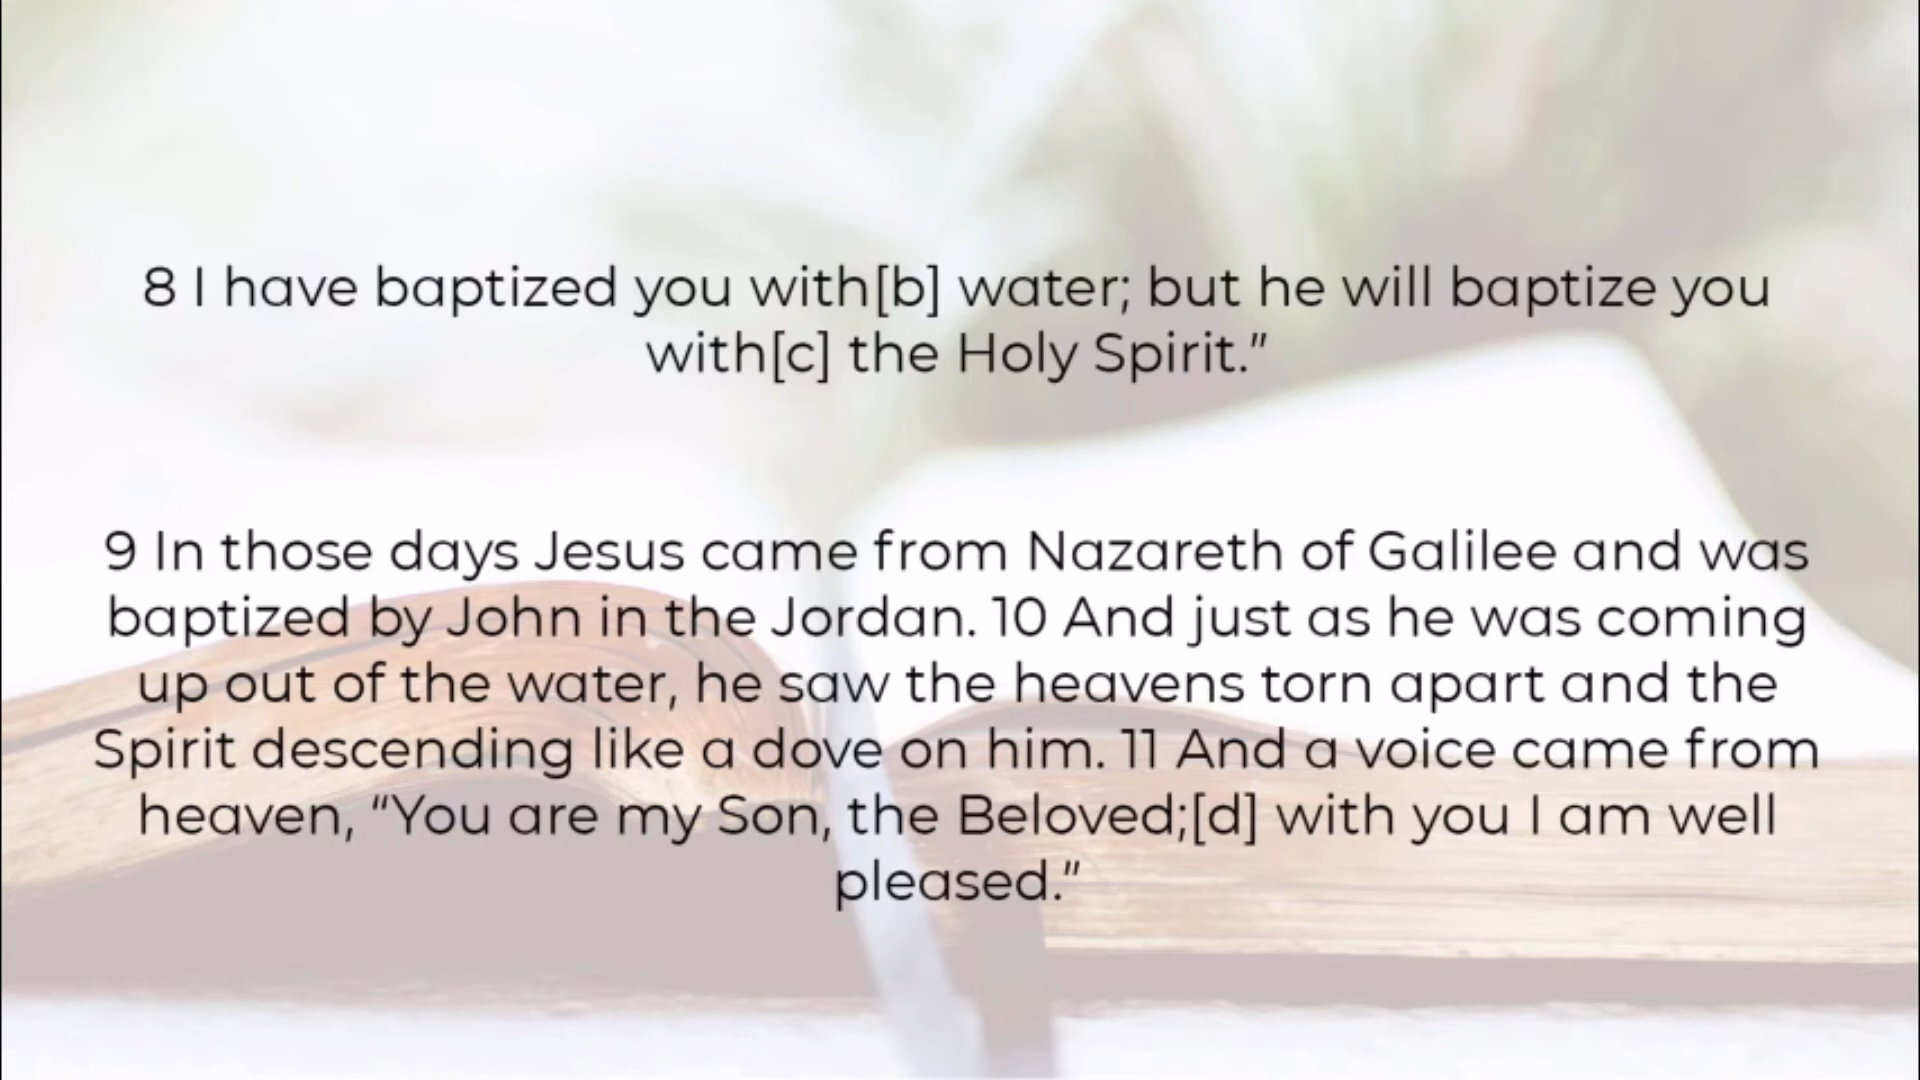 8 I have baptized you with[b] water; but he will baptize you
with[c] the Holy Spirit.”
9 In those days Jesus came from Nazareth of Galilee and was
baptized by John in the Jordan. 10 And just as he was coming
up out of the water, he saw the heavens torn apart and the
Spirit descending like a dove on him. 11 And a voice came from
heaven, “You are my Son, the Beloved;[d] with you I am well
pleased.”